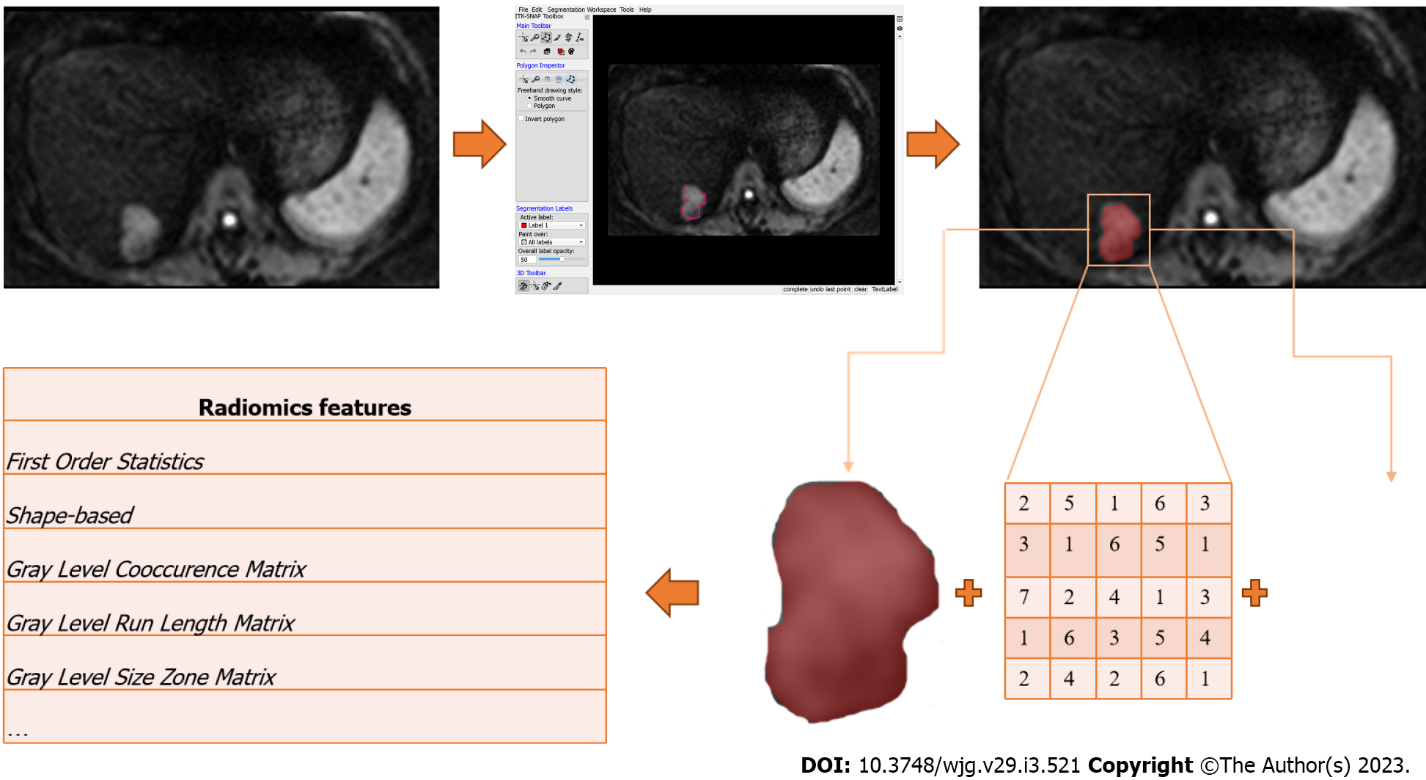 File Edit Segmentation Workspace Tools Help
ITK-SNAP Toolbox
Main Toolbar
Polygon Inspector
Freehand drawing style:
Smooth curve
Polygon
Invert polygon
Segmentation Labels
Active label:
Label 1
Paint over:
All labels
Overall label opacity:
50
3D Toolbar
complete undo last point clear TextLabel
Radiomics features
First Order Statistics
Shape-based
Gray Level Cooccurence Matrix
Gray Level Run Length Matrix
Gray Level Size Zone Matrix
...
2 5 1 6 3
3 1 6 5 1
7 2 4 1 3
1 6 3 5 4
2 4 2 6 1
DOI: 10.3748/wjg.v29.i3.521 Copyright ©The Author(s) 2023.